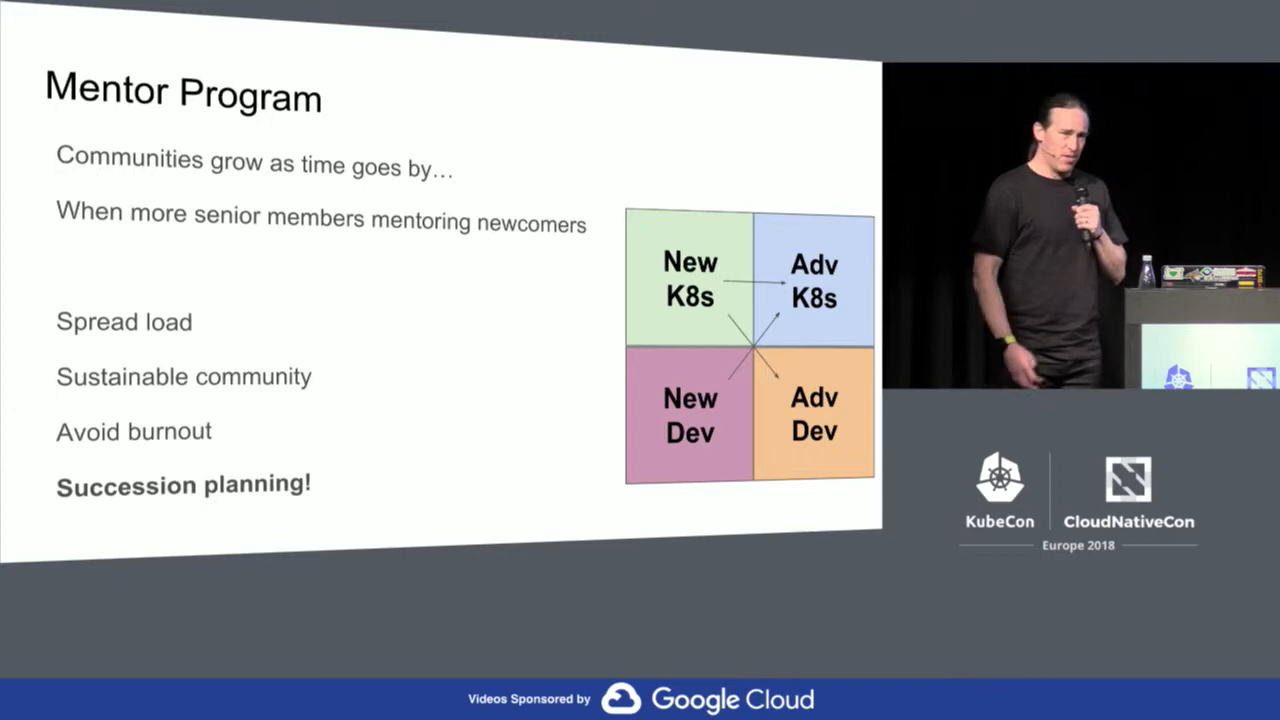 Mentor Program
Communities grow as time goes by…
When more senior members mentoring newcomers
Spread load
Sustainable community
Avoid burnout
Succession planning!
New
K8s
Adv
K8s
New
Dev
Adv
Dev
KubeCon
CloudNativeCon
Europe 2018
Videos Sponsored by
Google Cloud